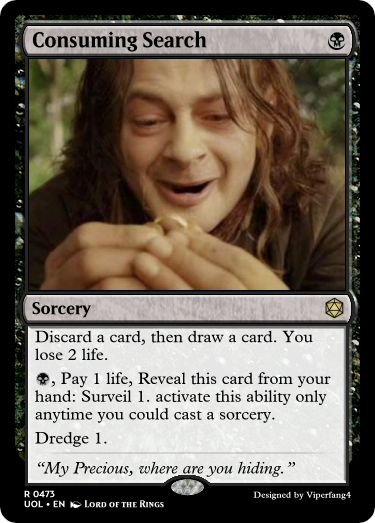 Consuming Search
Sorcery
Discard a card, then draw a card. You
lose 2 life.
, Pay 1 life, Reveal this card from your
hand: Surveil 1. activate this ability only
anytime you could cast a sorcery.
Dredge 1.
“My Precious, where are you hiding.”
R 0473
UOL • EN LORD OF THE RINGS
Designed by Viperfang4